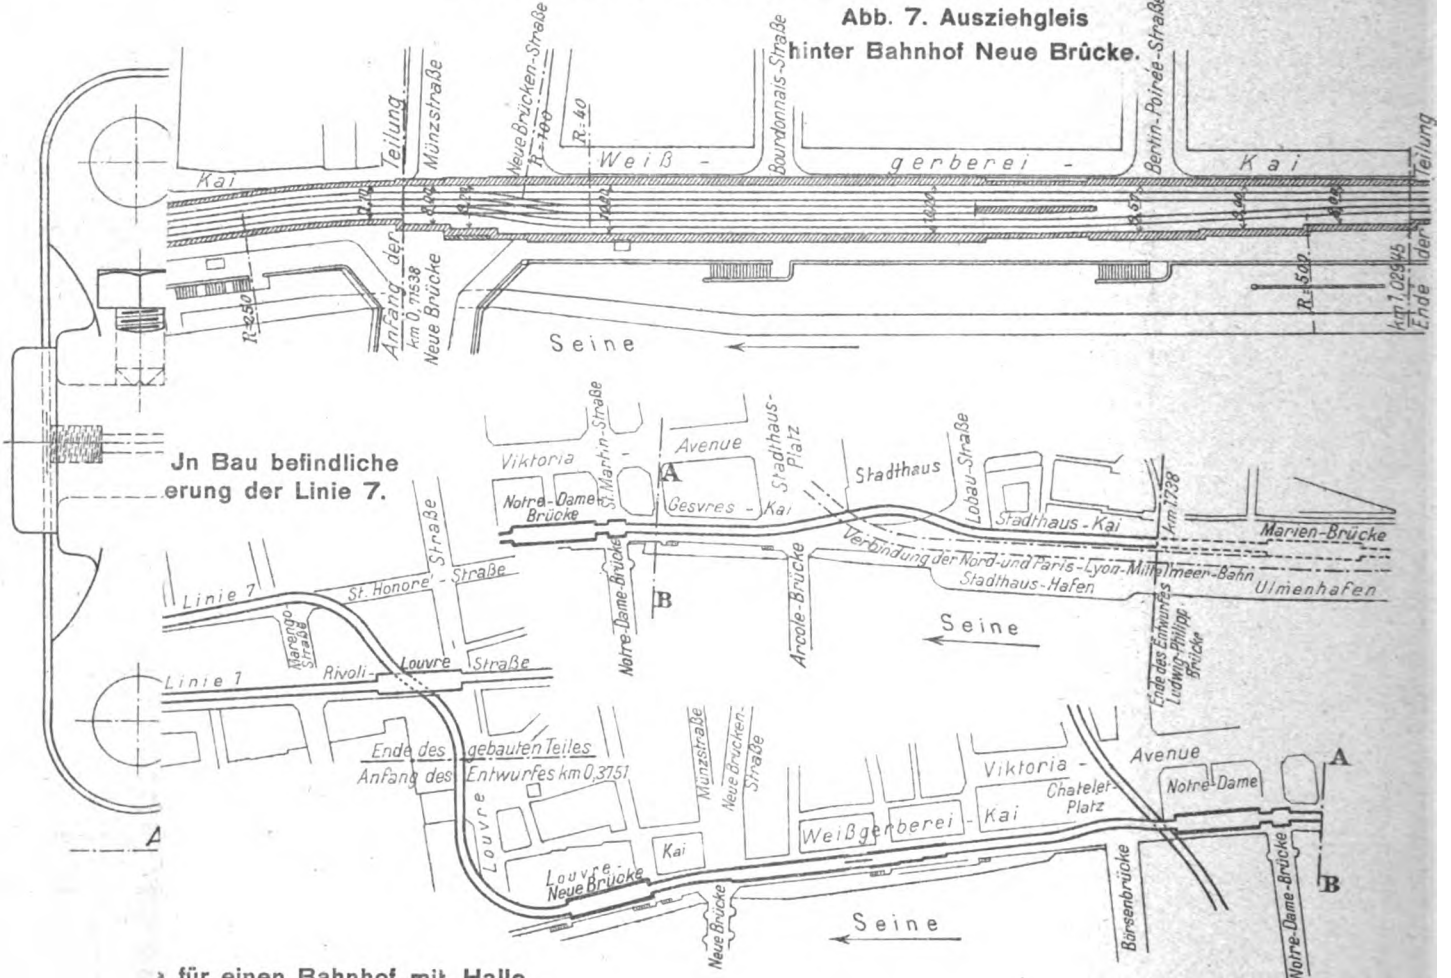 Abb. 7. Ausziehgleis
hinter Bahnhof Neue Brücke.
Teilung
Münzstraße
Neue Brücken-Straße
R=100
R=40
Bourdonnais-Straße
Bertin-Poirée-Straße
Kai
Weiß - gerberei - Kai
Teilung
Anfang der
km 0,71538
Neue Brücke
R=250
R=500
km 1,02945
Ende der
Seine
Jn Bau befindliche
erung der Linie 7.
Viktoria - Avenue
St. Martin-Straße
Stadthaus-
Platz
Stadthaus
Lobau-Straße
A
Notre-Dame-
Brücke
Gesvres - Kai
Stadthaus - Kai
km 1,738
Marien-Brücke
Verbindung der Nord- und Paris-Lyon-Mittelmeer-Bahn
Stadthaus-Hafen
Ulmenhafen
B
Notre-Dame-Brücke
Arcole-Brücke
Seine
Ende des Entwurfes
Ludwig-Philipp
Brücke
Straße
Linie 7
St. Honoré - Straße
Marengo-
Straße
Linie 1
Rivoli-
Louvre
Straße
Ende des gebauten Teiles
Anfang des Entwurfes km 0,3751
Münzstraße
Neue Brücken-
Straße
Viktoria -
Avenue
Chatelet-
Platz
Notre-Dame
A
Louvre
Weißgerberei - Kai
Kai
Louvre -
Neue Brücke
Neue Brücke
Börsenbrücke
Notre-Dame-Brücke
B
Seine
A
für einen Bahnhof mit Halle